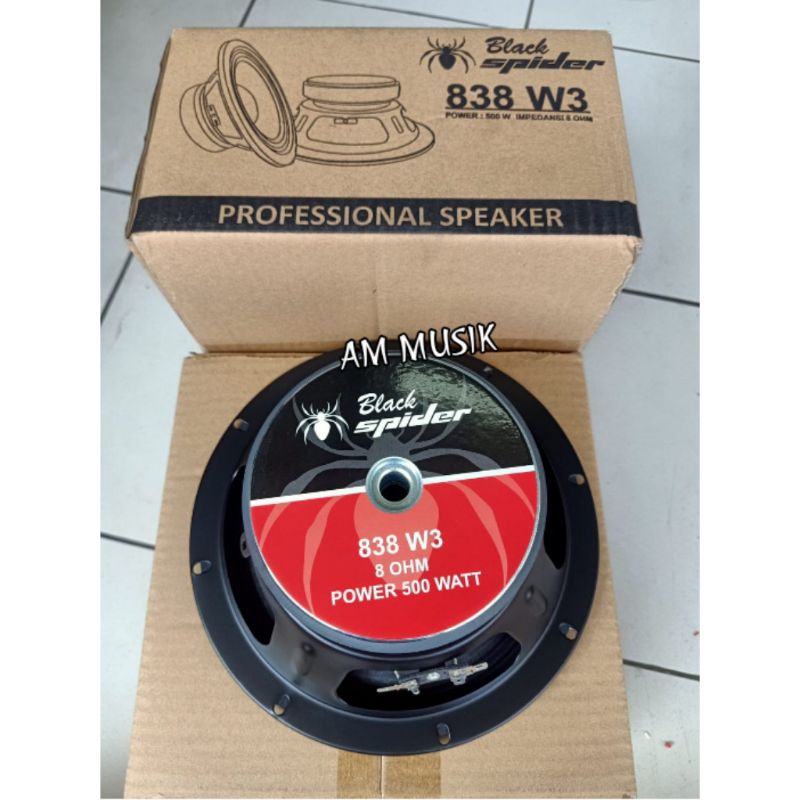 Black
spider
838 W3
POWER : 500 W IMPEDANSI 8 OHM
PROFESSIONAL SPEAKER
AM MUSIK
Black
spider
838 W3
8 OHM
POWER 500 WATT